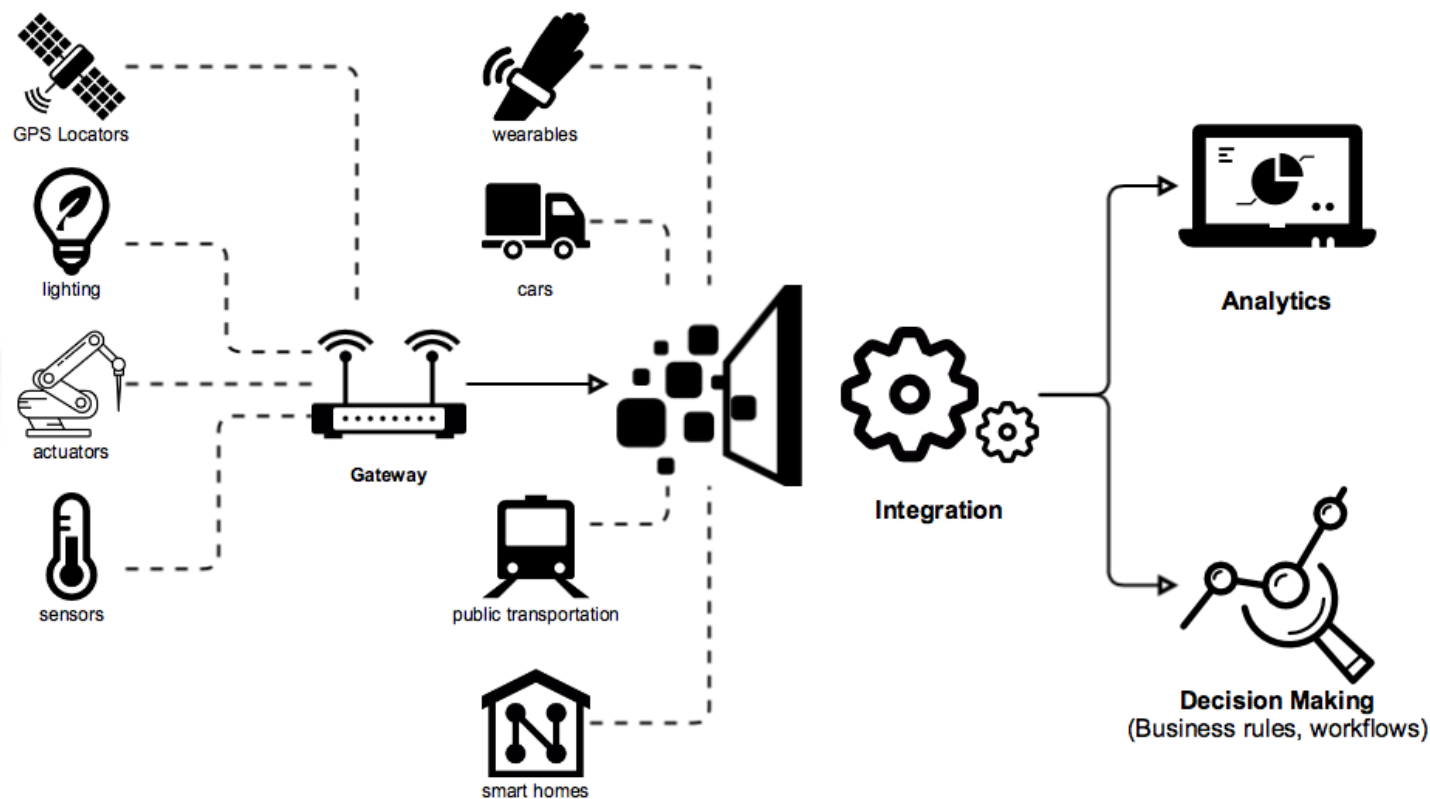 GPS Locators
lighting
actuators
sensors
Gateway
wearables
cars
public transportation
smart homes
Integration
Analytics
Decision Making
(Business rules, workflows)